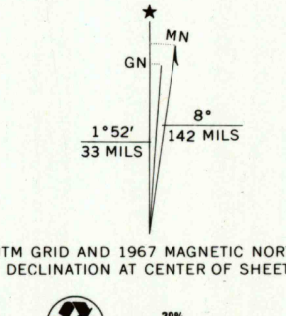 MN
GN
1°52'
33 MILS
8°
142 MILS
TM GRID AND 1967 MAGNETIC NOR
DECLINATION AT CENTER OF SHEET